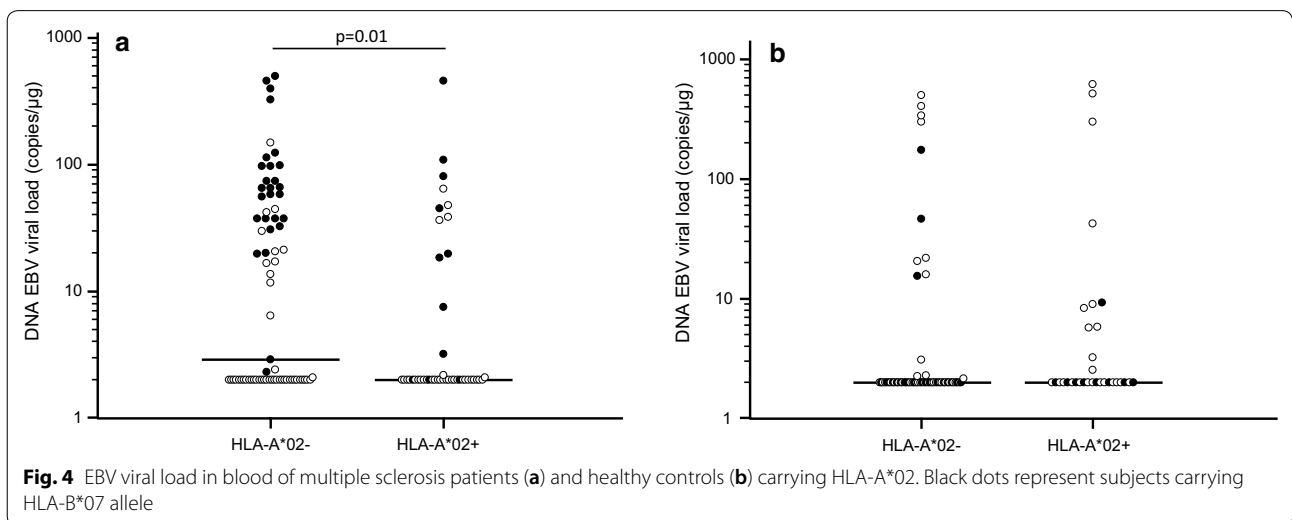 a
p=0.01
1000
100
10
1
DNA EBV viral load (copies/µg)
HLA-A*02-
HLA-A*02+
b
1000
100
10
1
DNA EBV viral load (copies/µg)
HLA-A*02-
HLA-A*02+
Fig. 4 EBV viral load in blood of multiple sclerosis patients (a) and healthy controls (b) carrying HLA-A*02. Black dots represent subjects carrying
HLA-B*07 allele